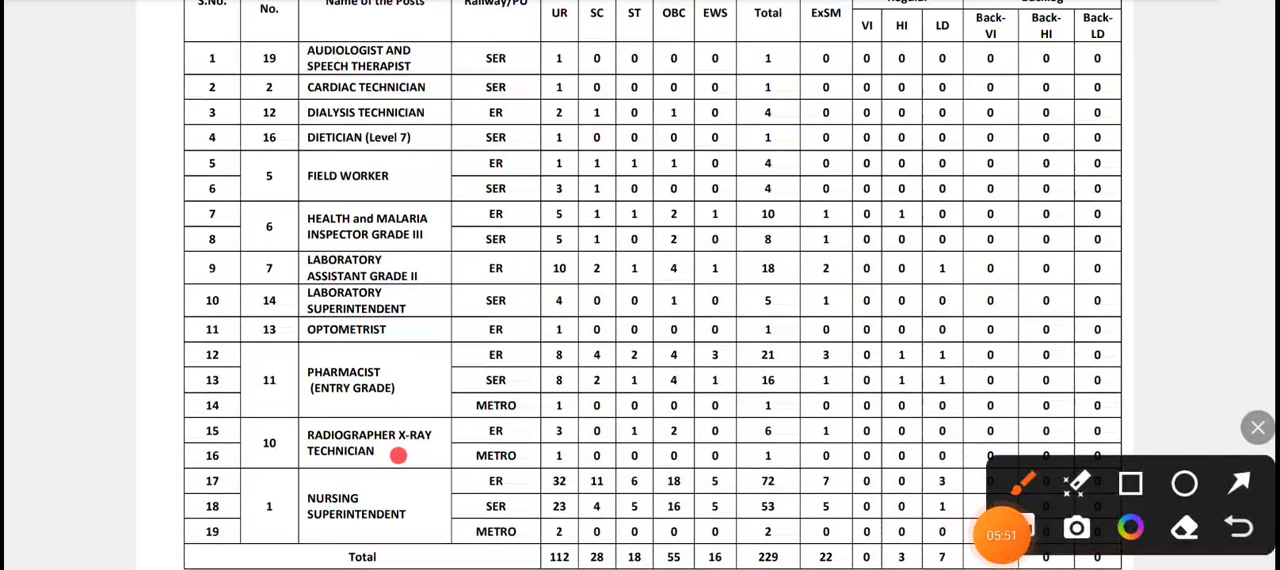 S.No. No. Name of the Posts Railway/PU UR SC ST OBC EWS Total ExSM Regular Backlog
VI HI LD Back-VI Back-HI Back-LD
1 19 AUDIOLOGIST AND SPEECH THERAPIST SER 1 0 0 0 0 1 0 0 0 0 0 0 0
2 2 CARDIAC TECHNICIAN SER 1 0 0 0 0 1 0 0 0 0 0 0 0
3 12 DIALYSIS TECHNICIAN ER 2 1 0 1 0 4 0 0 0 0 0 0 0
4 16 DIETICIAN (Level 7) SER 1 0 0 0 0 1 0 0 0 0 0 0 0
5 5 FIELD WORKER ER 1 1 1 1 0 4 0 0 0 0 0 0 0
6 SER 3 1 0 0 0 4 0 0 0 0 0 0 0
7 6 HEALTH and MALARIA INSPECTOR GRADE III ER 5 1 1 2 1 10 1 0 1 0 0 0 0
8 SER 5 1 0 2 0 8 1 0 0 0 0 0 0
9 7 LABORATORY ASSISTANT GRADE II ER 10 2 1 4 1 18 2 0 0 1 0 0 0
10 14 LABORATORY SUPERINTENDENT SER 4 0 0 1 0 5 1 0 0 0 0 0 0
11 13 OPTOMETRIST ER 1 0 0 0 0 1 0 0 0 0 0 0 0
12 11 PHARMACIST (ENTRY GRADE) ER 8 4 2 4 3 21 3 0 1 1 0 0 0
13 SER 8 2 1 4 1 16 1 0 1 1 0 0 0
14 METRO 1 0 0 0 0 1 0 0 0 0 0 0 0
15 10 RADIOGRAPHER X-RAY TECHNICIAN ER 3 0 1 2 0 6 1 0 0 0 0 0 0
16 METRO 1 0 0 0 0 1 0 0 0 0 0 0 0
17 1 NURSING SUPERINTENDENT ER 32 11 6 18 5 72 7 0 0 3 0 0 0
18 SER 23 4 5 16 5 53 5 0 0 1 0 0
19 METRO 2 0 0 0 0 2 0 0 0 0 0 0
Total 112 28 18 55 16 229 22 0 3 7 0 0
05:51